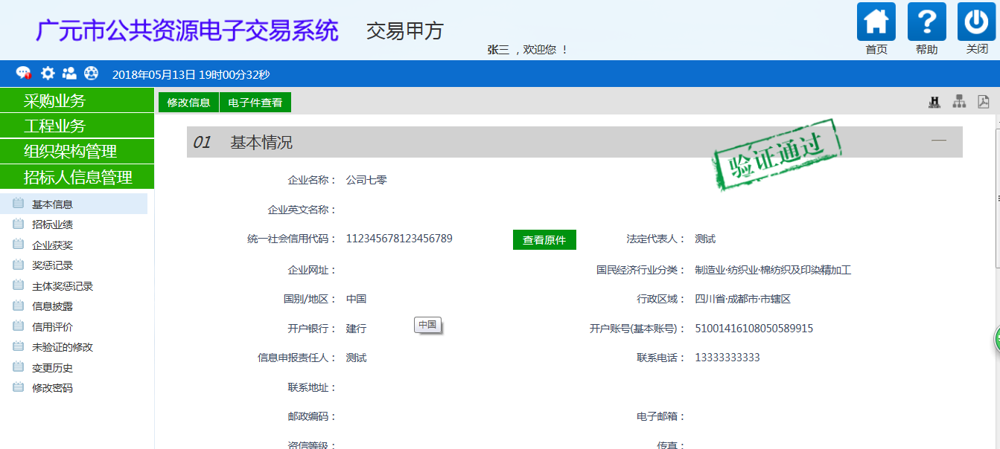 广元市公共资源电子交易系统 交易甲方
张三 ，欢迎您 ！
首页 帮助 关闭
2018年05月13日 19时00分32秒
采购业务
工程业务
组织架构管理
招标人信息管理
基本信息
招标业绩
企业获奖
奖惩记录
主体奖惩记录
信息披露
信用评价
未验证的修改
变更历史
修改密码
修改信息 电子件查看
01 基本情况
验证通过
企业名称： 公司七零
企业英文名称：
统一社会信用代码： 112345678123456789 查看原件 法定代表人： 测试
企业网址： 国民经济行业分类： 制造业·纺织业·棉纺织及印染精加工
国别/地区： 中国 行政区域： 四川省·成都市·市辖区
开户银行： 建行 中国 开户账号(基本账号)： 51001416108050589915
信息申报责任人： 测试 联系电话： 13333333333
联系地址：
邮政编码： 电子邮箱：
资信等级： 传真：